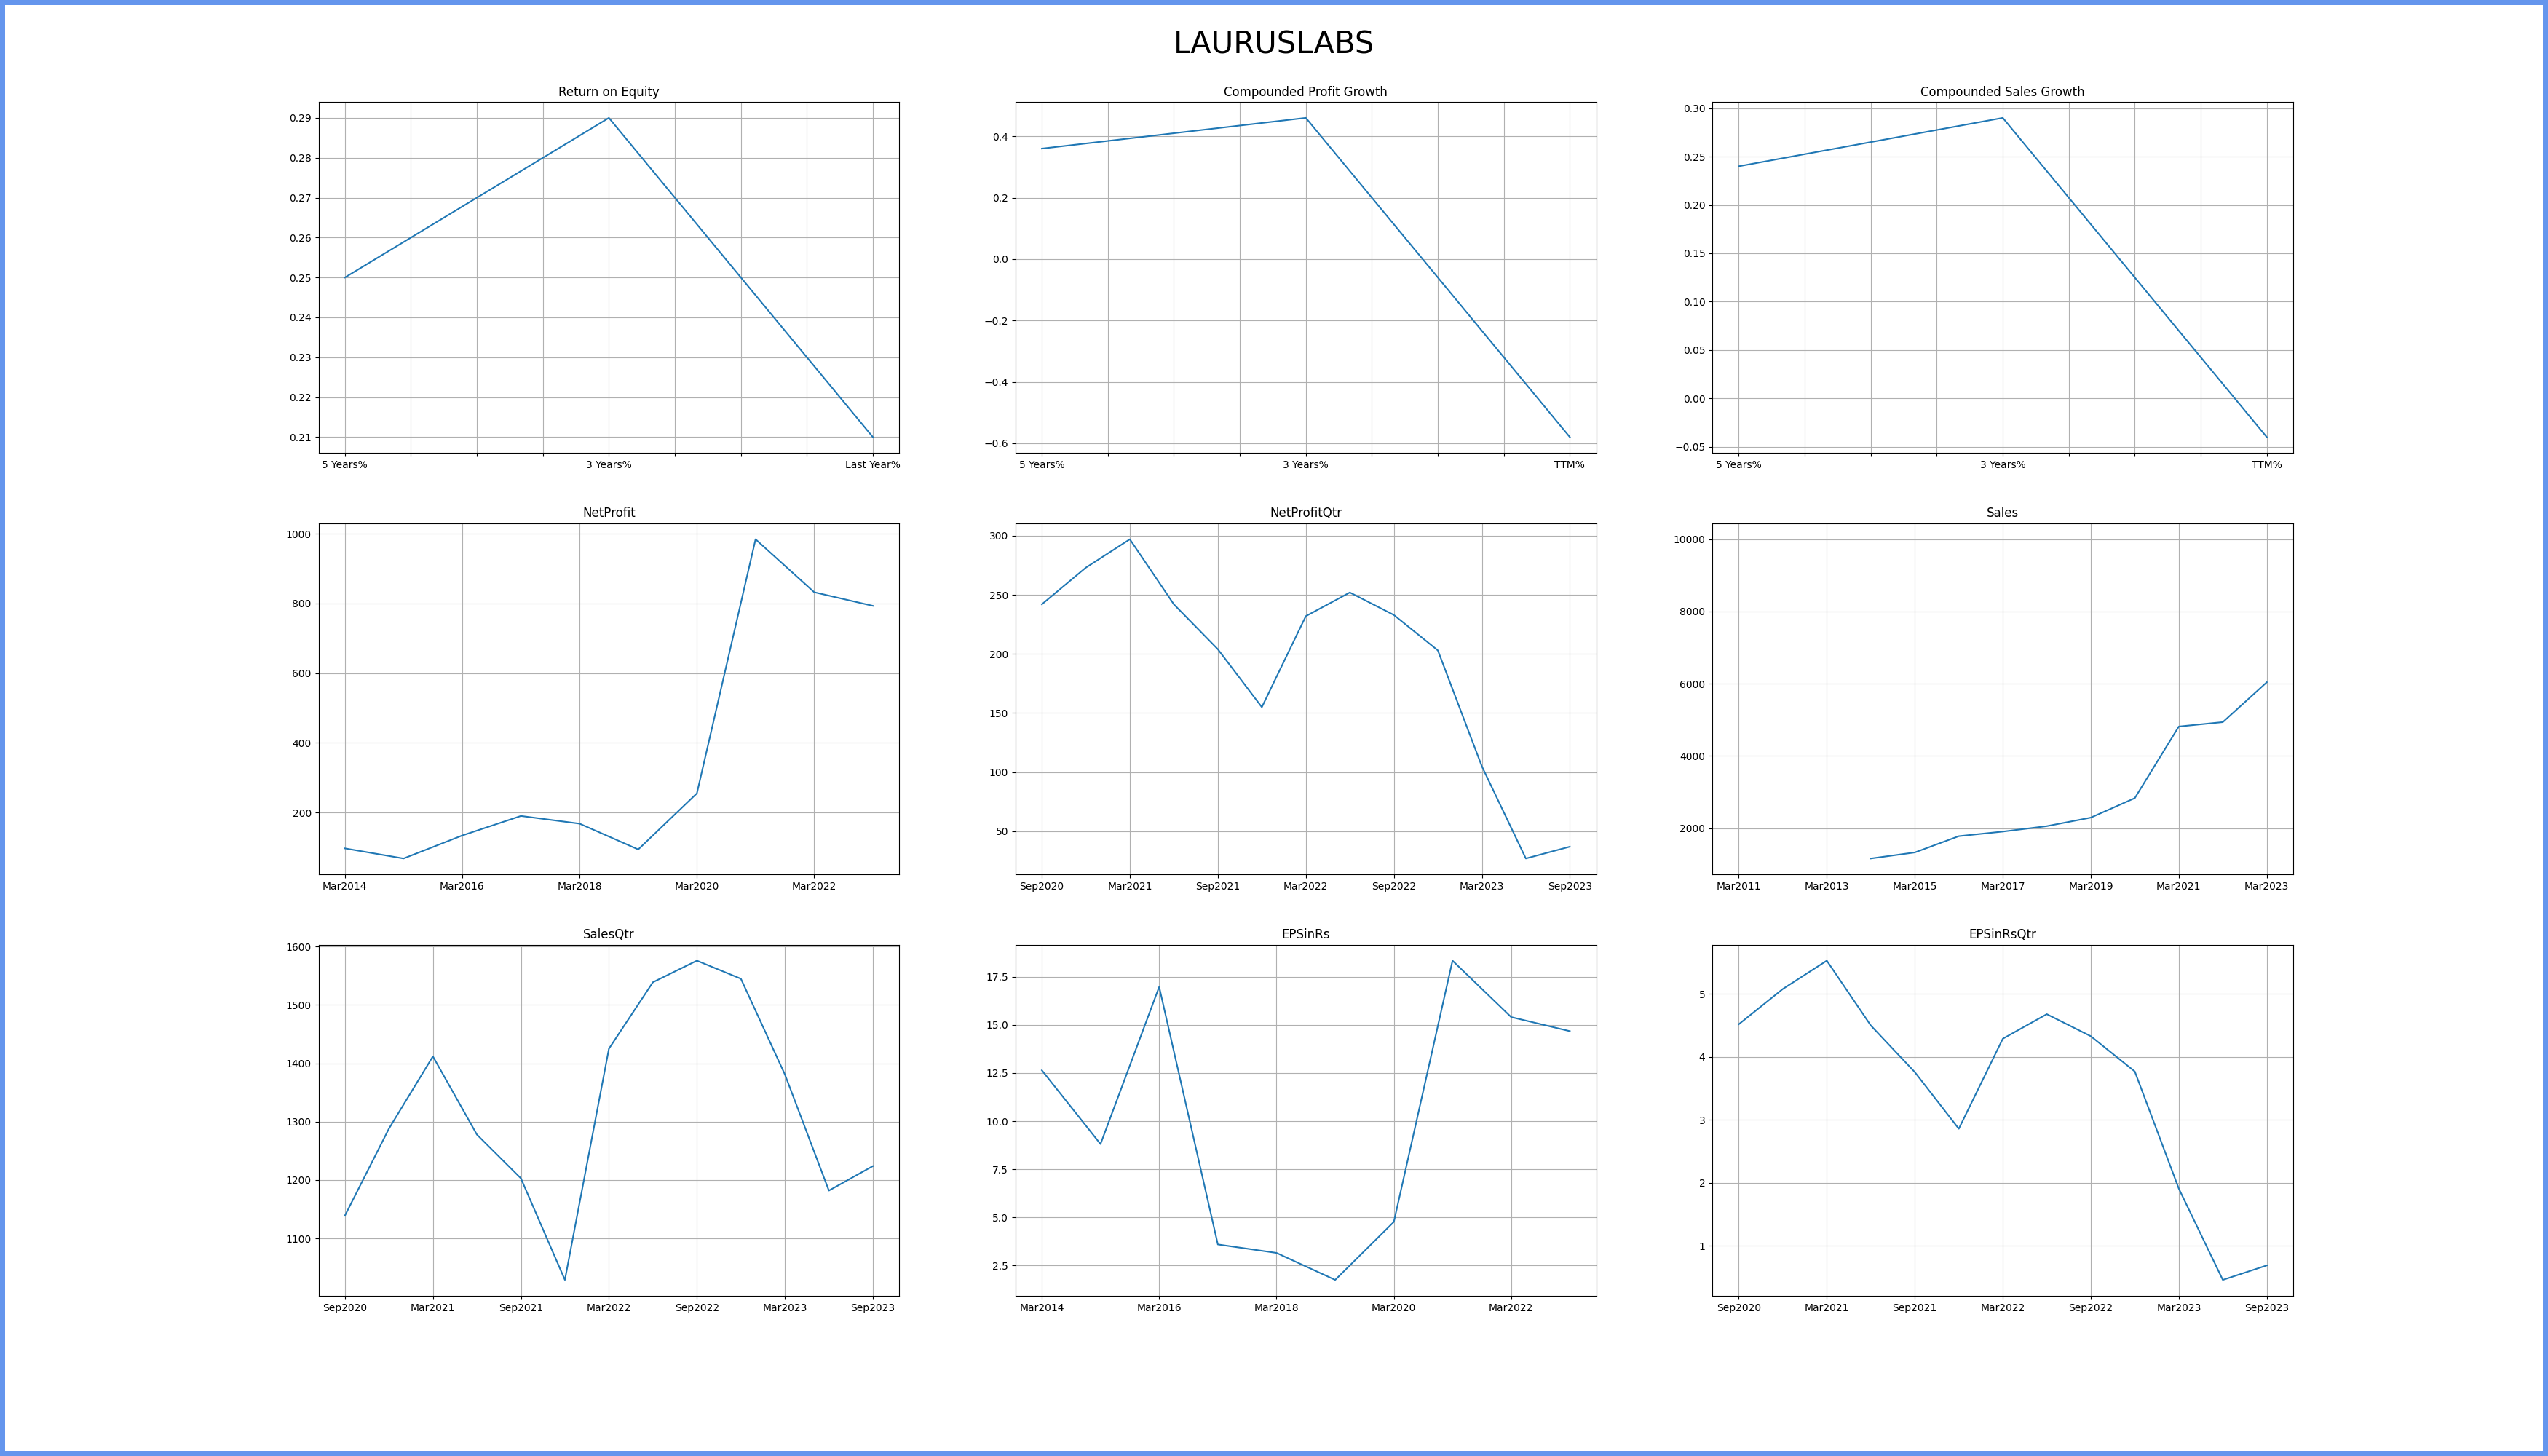 LAURUSLABS
Return on Equity
0.29
0.28
0.27
0.26
0.25
0.24
0.23
0.22
0.21
5 Years%
3 Years%
Last Year%
Compounded Profit Growth
0.4
0.2
0.0
−0.2
−0.4
−0.6
5 Years%
3 Years%
TTM%
Compounded Sales Growth
0.30
0.25
0.20
0.15
0.10
0.05
0.00
−0.05
5 Years%
3 Years%
TTM%
NetProfit
1000
800
600
400
200
Mar2014
Mar2016
Mar2018
Mar2020
Mar2022
NetProfitQtr
300
250
200
150
100
50
Sep2020
Mar2021
Sep2021
Mar2022
Sep2022
Mar2023
Sep2023
Sales
10000
8000
6000
4000
2000
Mar2011
Mar2013
Mar2015
Mar2017
Mar2019
Mar2021
Mar2023
SalesQtr
1600
1500
1400
1300
1200
1100
Sep2020
Mar2021
Sep2021
Mar2022
Sep2022
Mar2023
Sep2023
EPSinRs
17.5
15.0
12.5
10.0
7.5
5.0
2.5
Mar2014
Mar2016
Mar2018
Mar2020
Mar2022
EPSinRsQtr
5
4
3
2
1
Sep2020
Mar2021
Sep2021
Mar2022
Sep2022
Mar2023
Sep2023